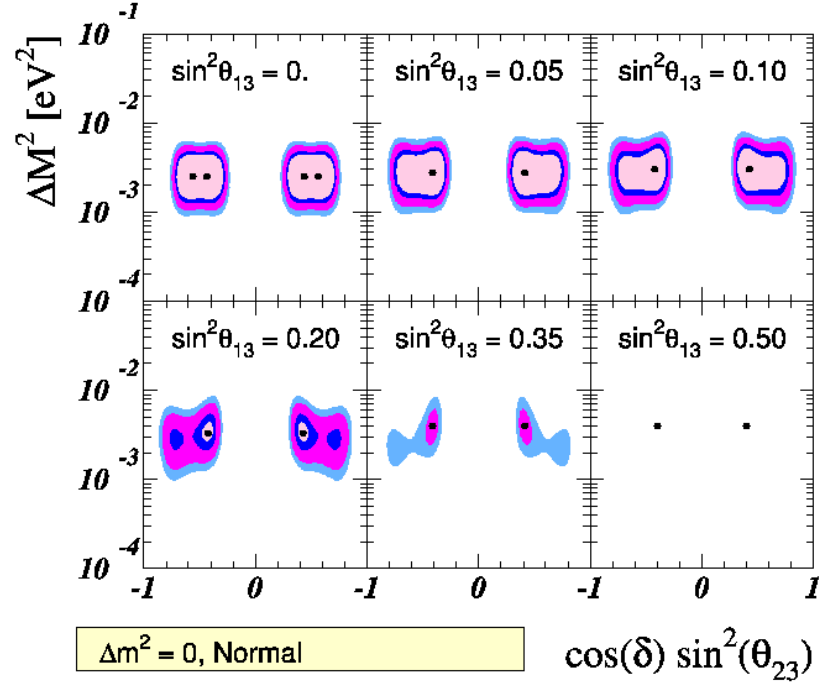 10⁻¹
sin²θ₁₃ = 0. sin²θ₁₃ = 0.05 sin²θ₁₃ = 0.10
ΔM² [eV²]
10⁻²
10⁻³
10⁻⁴
sin²θ₁₃ = 0.20 sin²θ₁₃ = 0.35 sin²θ₁₃ = 0.50
10⁻²
10⁻³
10⁻⁴
-1 0 -1 0 -1 0 1
Δm² = 0, Normal
cos(δ) sin²(θ₂₃)